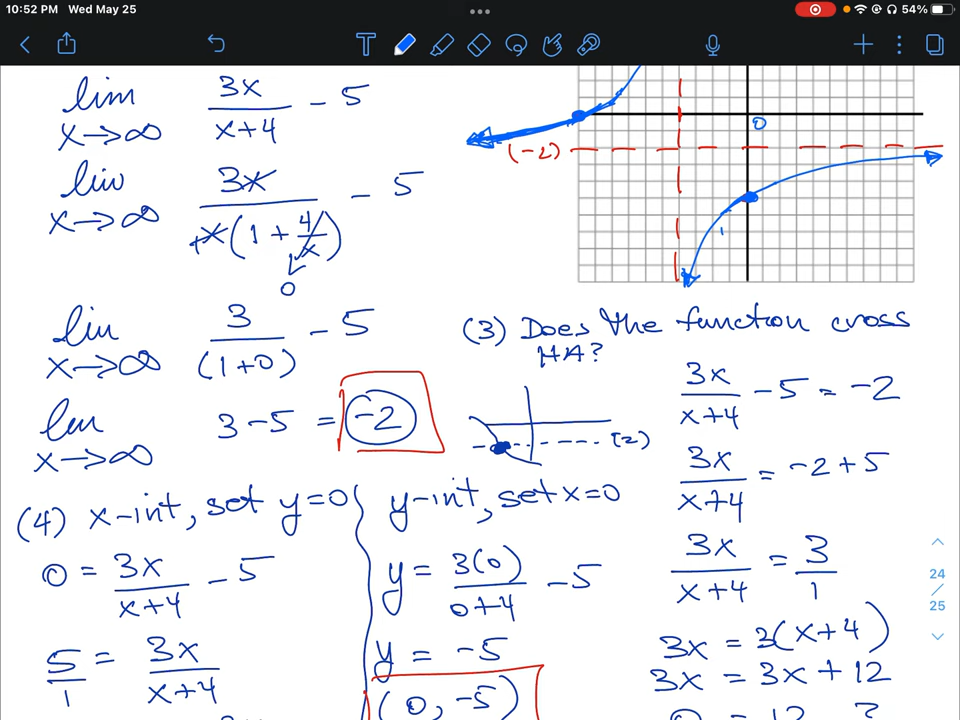 10:52 PM Wed May 25
54%
T
lim x→∞ 3x/(x+4) - 5
lim x→∞ 3x/(x(1 + 4/x)) - 5
0
lim x→∞ 3/(1+0) - 5
lim x→∞ 3-5 = -2
(4) x-int, set y=0
0 = 3x/(x+4) - 5
5/1 = 3x/(x+4)
y-int, set x=0
y = 3(0)/(0+4) - 5
y = -5
(0, -5)
0
(-2)
(3) Does the function cross
HA?
(2)
3x/(x+4) - 5 = -2
3x/(x+4) = -2+5
3x/(x+4) = 3/1
3x = 3(x+4)
3x = 3x + 12
0 = 12 ?
24
/
25